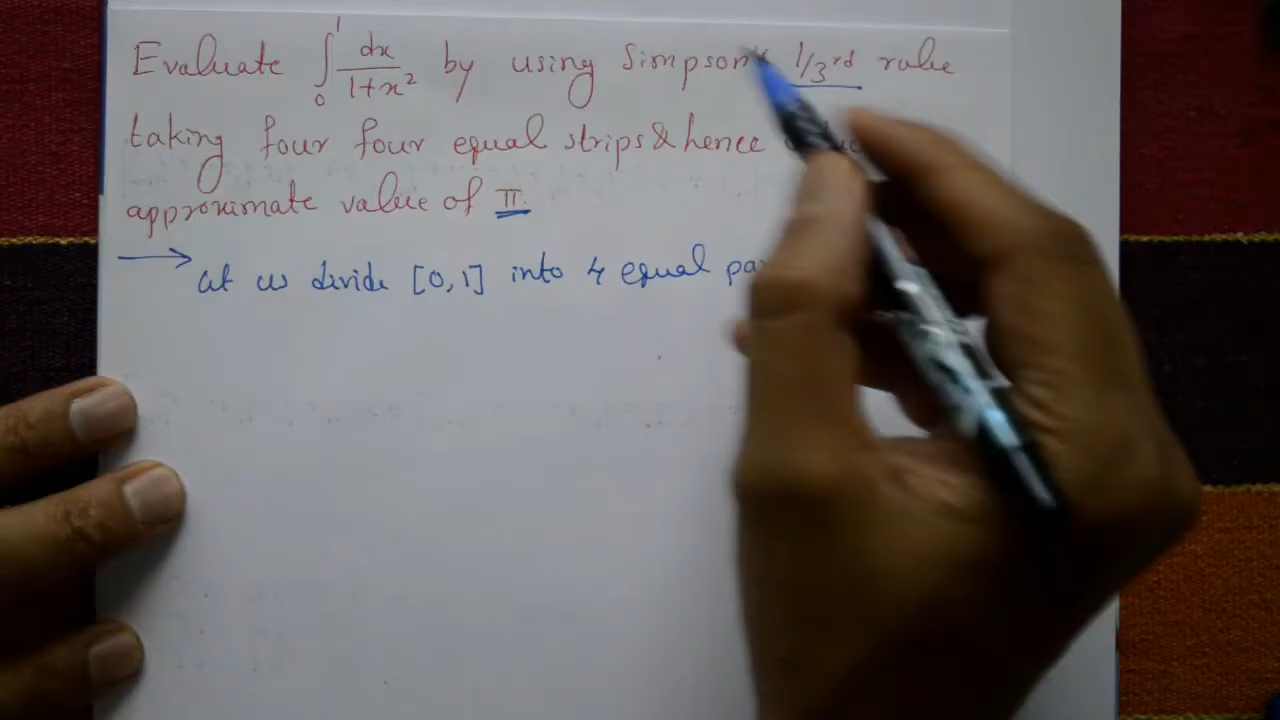 Evaluate ∫₀¹ dx/1+x² by using Simpson's 1/3rd rule
taking four four equal strips & hence
approximate value of π.
→ at us divide [0,1] into 4 equal